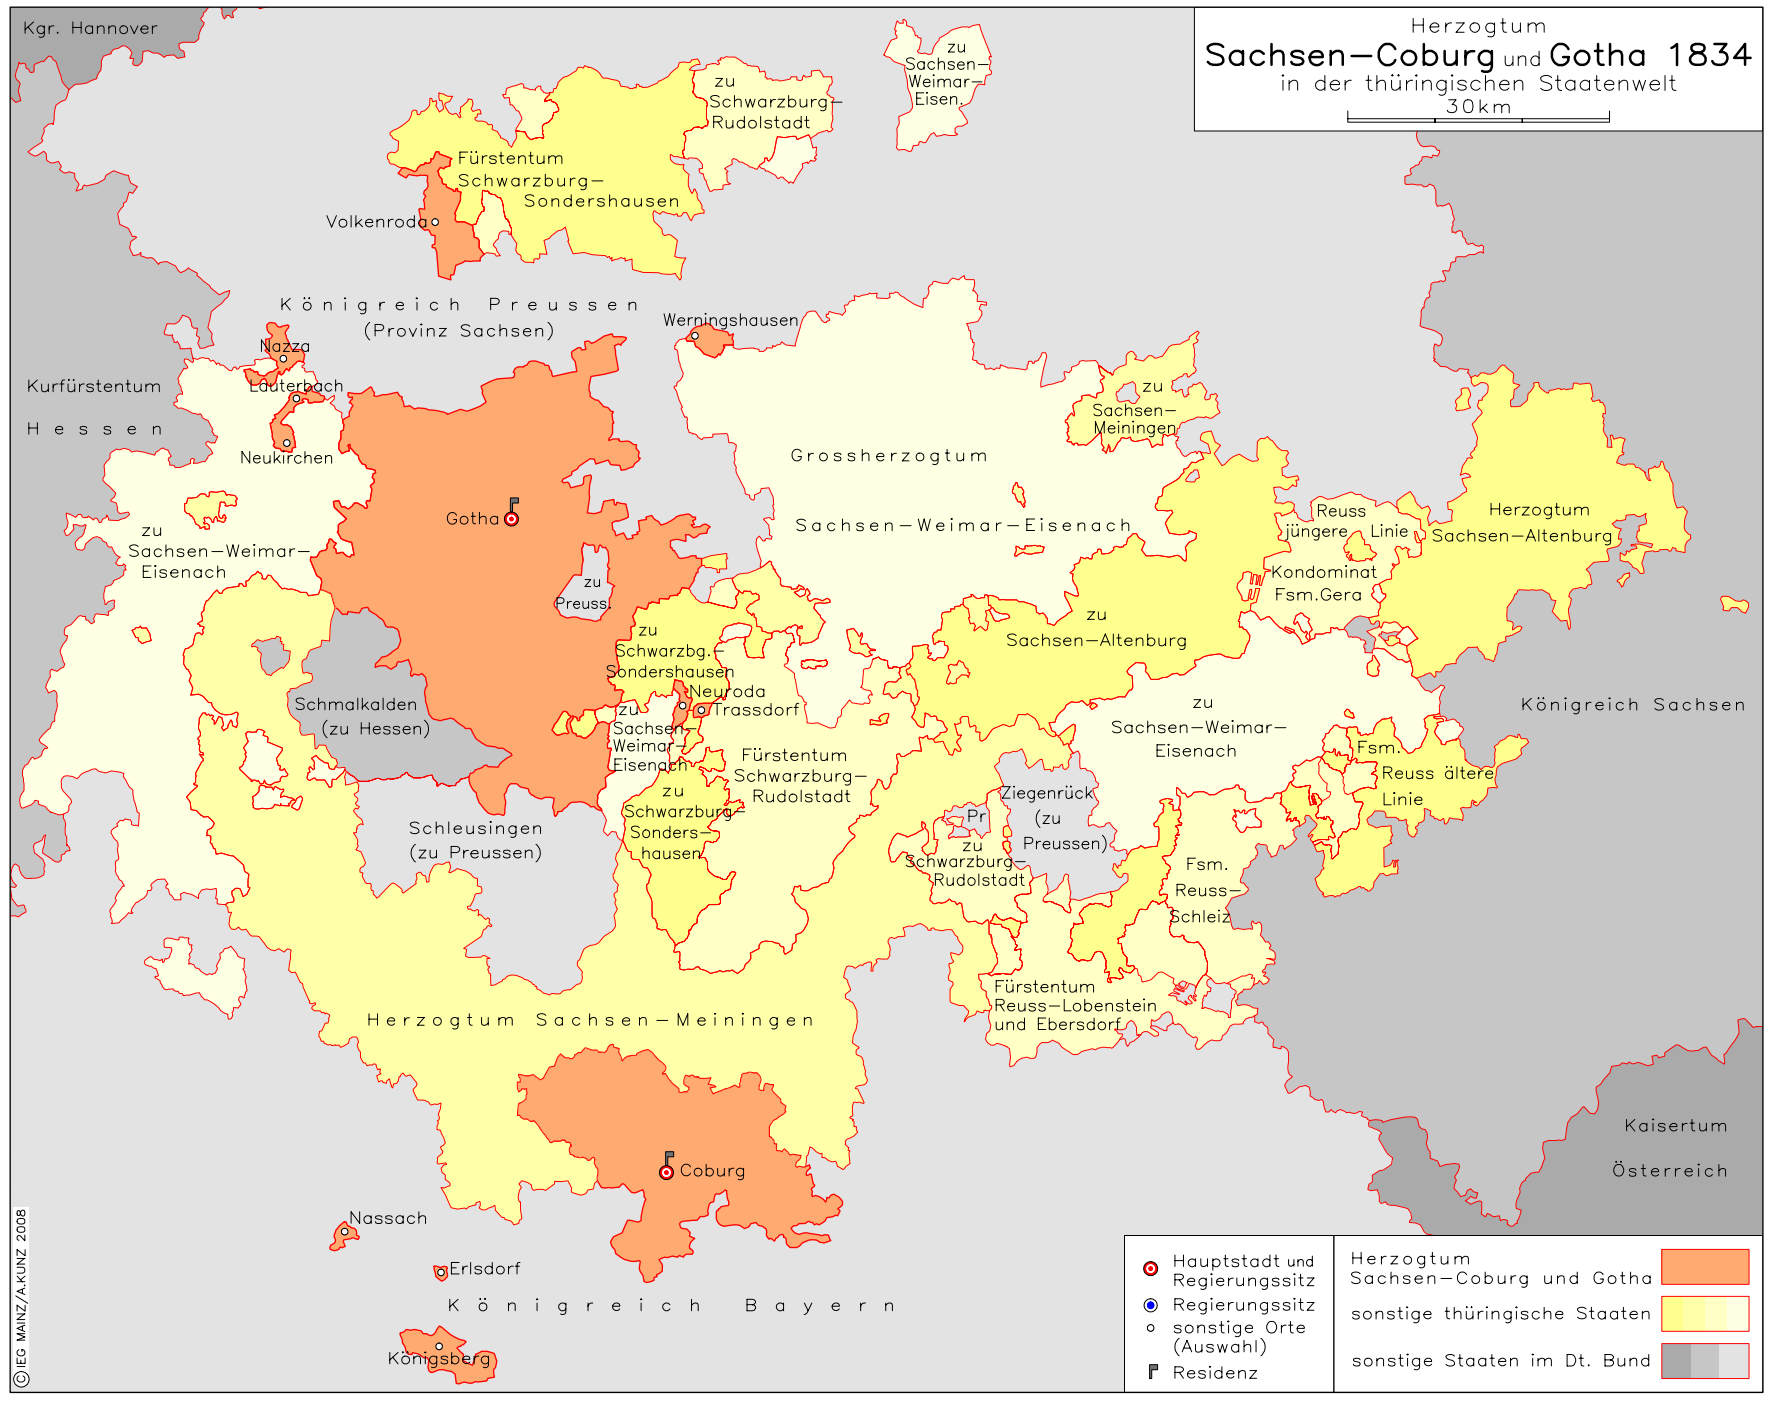 Kgr. Hannover
Herzogtum
Sachsen-Coburg und Gotha 1834
in der thüringischen Staatenwelt
30km
zu
Sachsen-
Weimar-
Eisen.
zu
Schwarzburg-
Rudolstadt
Fürstentum
Schwarzburg-
Sondershausen
Volkenroda
Königreich Preussen
(Provinz Sachsen)
Werningshausen
Nazza
Lauterbach
Neukirchen
Kurfürstentum
Hessen
zu
Sachsen-
Meiningen
Grossherzogtum
Sachsen-Weimar-Eisenach
Gotha
zu
Sachsen-Weimar-
Eisenach
zu
Preuss.
Reuss
jüngere Linie
Kondominat
Fsm.Gera
Herzogtum
Sachsen-Altenburg
zu
Sachsen-Altenburg
zu
Schwarzbg.-
Sondershausen
Neuroda
Trassdorf
Schmalkalden
(zu Hessen)
zu
Sachsen-
Weimar-
Eisenach
Fürstentum
Schwarzburg-
Rudolstadt
zu
Schwarzburg-
Sonders-
hausen
zu
Sachsen-Weimar-
Eisenach
Königreich Sachsen
Fsm.
Reuss ältere
Linie
Ziegenrück
(zu
Preussen)
Pr
zu
Schwarzburg-
Rudolstadt
Schleusingen
(zu Preussen)
Fsm.
Reuss-
Schleiz
Fürstentum
Reuss-Lobenstein
und Ebersdorf
Herzogtum Sachsen-Meiningen
Coburg
Kaisertum
Österreich
Nassach
Erlsdorf
Königreich Bayern
Königsberg
©IEG MAINZ/A.KUNZ 2008
Hauptstadt und
Regierungssitz
Regierungssitz
sonstige Orte
(Auswahl)
Residenz
Herzogtum
Sachsen-Coburg und Gotha
sonstige thüringische Staaten
sonstige Staaten im Dt. Bund